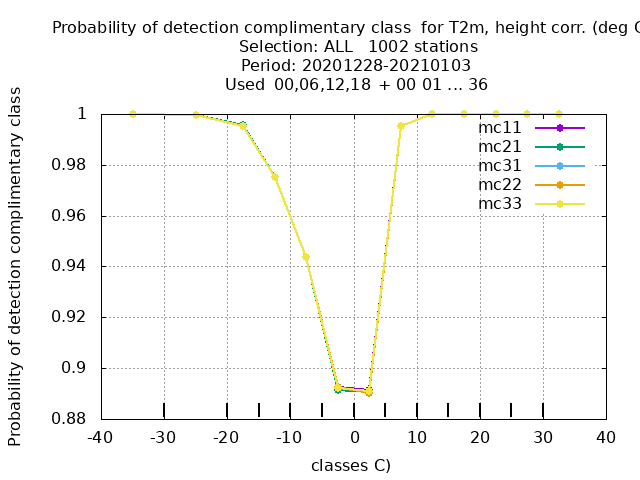 Probability of detection complimentary class  for T2m, height corr. (deg C
Selection: ALL   1002 stations
Period: 20201228-20210103
Used  00,06,12,18 + 00 01 ... 36
Probability of detection complimentary class
1
0.98
0.96
0.94
0.92
0.9
0.88
mc11
mc21
mc31
mc22
mc33
-40 -30 -20 -10 0 10 20 30 40
classes C)